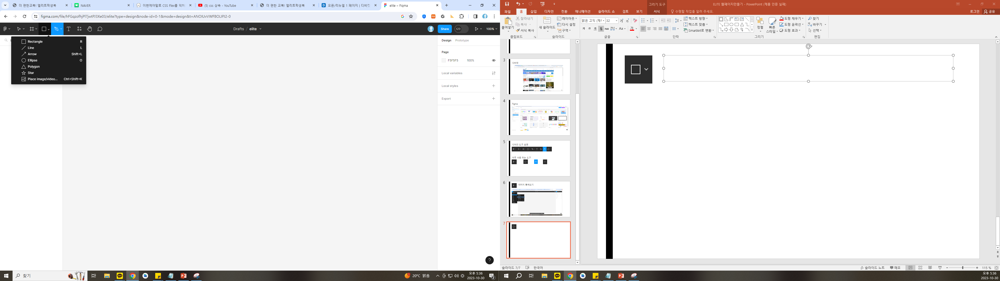 더 편한교복! 엘리트학생복
NAVER
이번에야말로 CSS Flex를 익혀
(5) css 상속 - YouTube
더 편한 교복! 엘리트학생복
오픈/리뉴얼 1 페이지 | 디비컷
elite – Figma
figma.com/file/hFGqzofhjPl7jwtPJ3Xe03/elite?type=design&node-id=0-1&mode=design&t=ANOIUvVWFBOLIPJ2-0
Drafts / elite
Share
100%
Rectangle R
Line L
Arrow Shift+L
Ellipse O
Polygon
Star
Place image/video... Ctrl+Shift+K
Design Prototype
Page
F5F5F5 100%
Local variables
Local styles
Export
?
찾기
20°C 맑음
오후 5:36
2023-10-30
2
그리기 도구
ELITE 웹페이지만들기 - PowerPoint (제품 인증 실패)
파일 홈 삽입 디자인 전환 애니메이션 슬라이드 쇼 검토 보기 서식 수행할 작업을 알려 주세요.
로그인 공유
붙여넣기
잘라내기
복사
서식 복사
클립보드
새 슬라이드
레이아웃
다시 설정
구역
슬라이드
맑은 고딕 (제 32
글꼴
텍스트 방향
텍스트 맞춤
SmartArt로 변환
단락
정렬
빠른 스타일
도형 채우기
도형 윤곽선
도형 효과
그리기
찾기
바꾸기
선택
편집
3
디비컷
4
Figma
5
디자인 도구 설명
자주 사용 하는 도구
6
이미지 불러오기
7
슬라이드 7/7 한국어
슬라이드 노트 메모
115 %
오후 5:36
2023-10-30